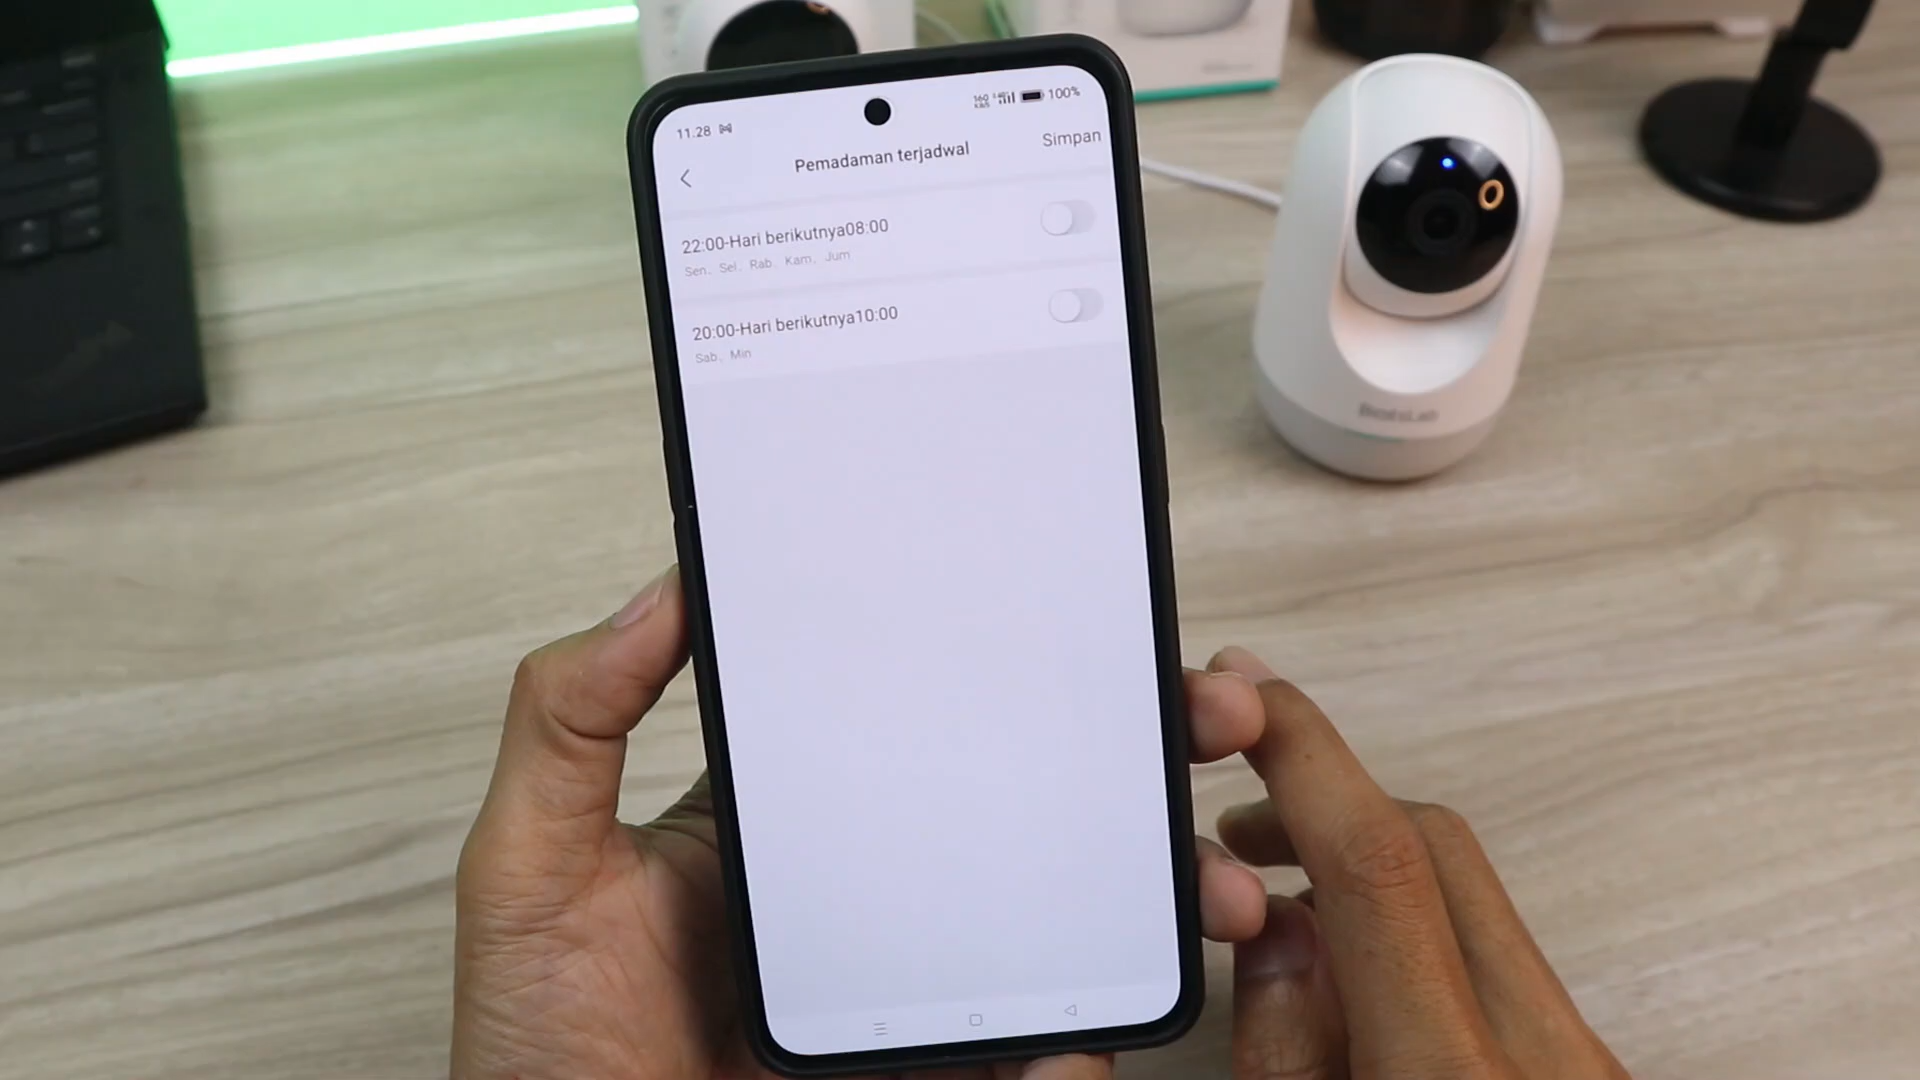 11.28
100%
Pemadaman terjadwal
Simpan
22:00-Hari berikutnya08:00
Sen、Sel、Rab、Kam、Jum
20:00-Hari berikutnya10:00
Sab、Min